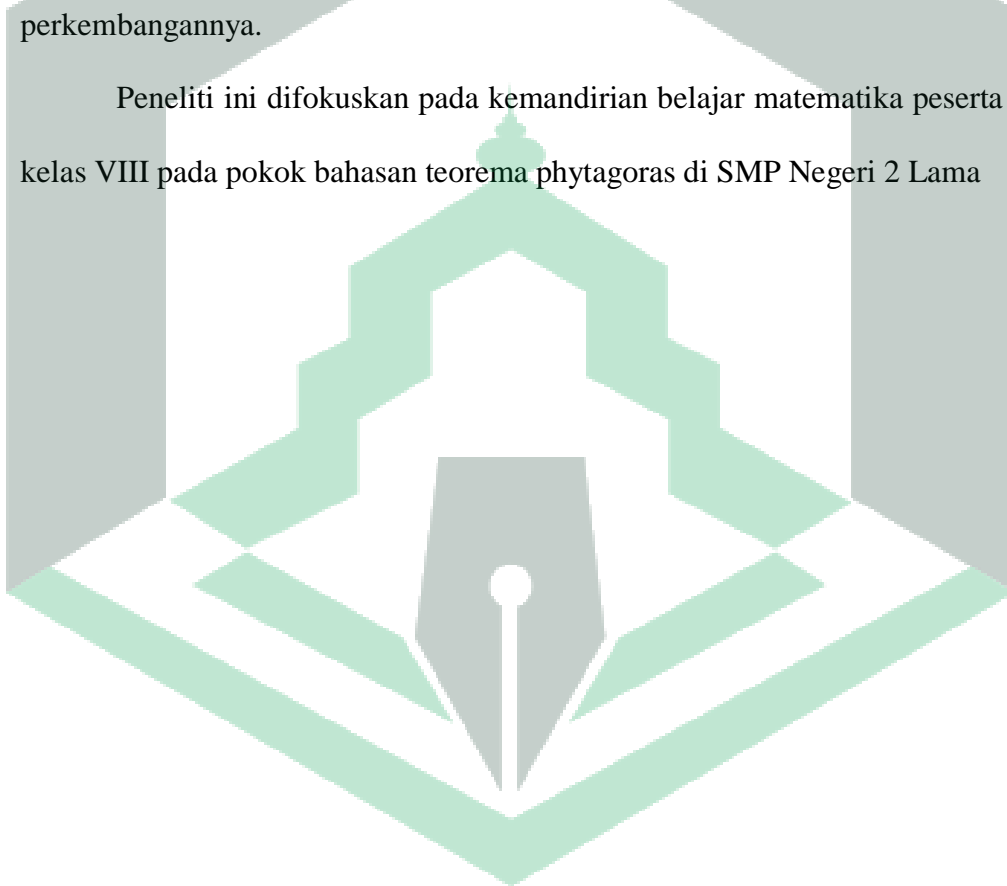 perkembangannya.
Peneliti ini difokuskan pada kemandirian belajar matematika peserta
kelas VIII pada pokok bahasan teorema phytagoras di SMP Negeri 2 Lama